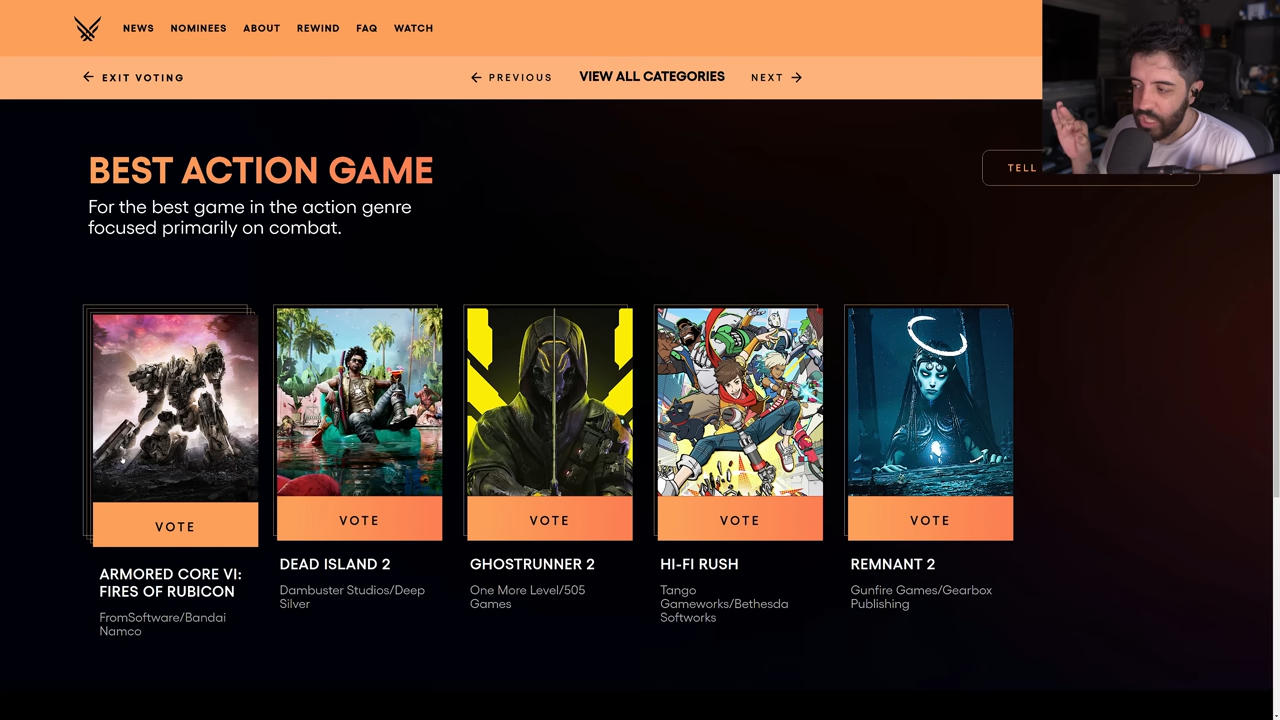 NEWS NOMINEES ABOUT REWIND FAQ WATCH
EXIT VOTING
PREVIOUS
VIEW ALL CATEGORIES
NEXT
BEST ACTION GAME
TELL
For the best game in the action genre
focused primarily on combat.
VOTE
VOTE
VOTE
VOTE
VOTE
ARMORED CORE VI:
FIRES OF RUBICON
FromSoftware/Bandai
Namco
DEAD ISLAND 2
Dambuster Studios/Deep
Silver
GHOSTRUNNER 2
One More Level/505
Games
HI-FI RUSH
Tango
Gameworks/Bethesda
Softworks
REMNANT 2
Gunfire Games/Gearbox
Publishing